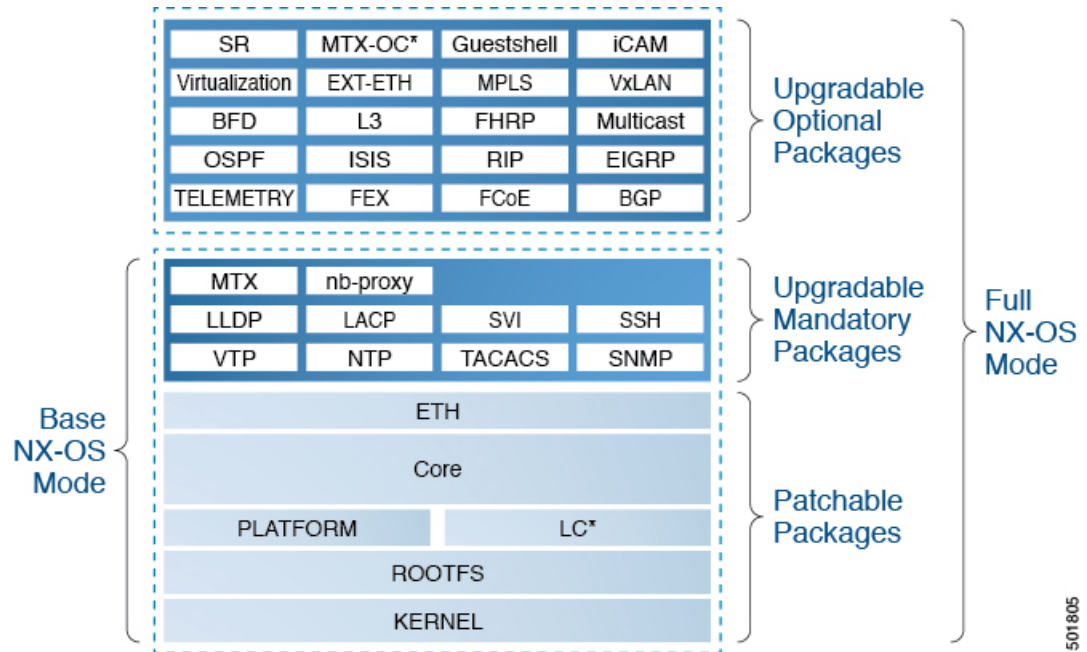 SR MTX-OC* Guestshell iCAM
Virtualization EXT-ETH MPLS VxLAN
BFD L3 FHRP Multicast
OSPF ISIS RIP EIGRP
TELEMETRY FEX FCoE BGP
Upgradable
Optional
Packages
MTX nb-proxy
LLDP LACP SVI SSH
VTP NTP TACACS SNMP
Upgradable
Mandatory
Packages
ETH
Core
PLATFORM LC*
ROOTFS
KERNEL
Patchable
Packages
Base
NX-OS
Mode
Full
NX-OS
Mode
501805